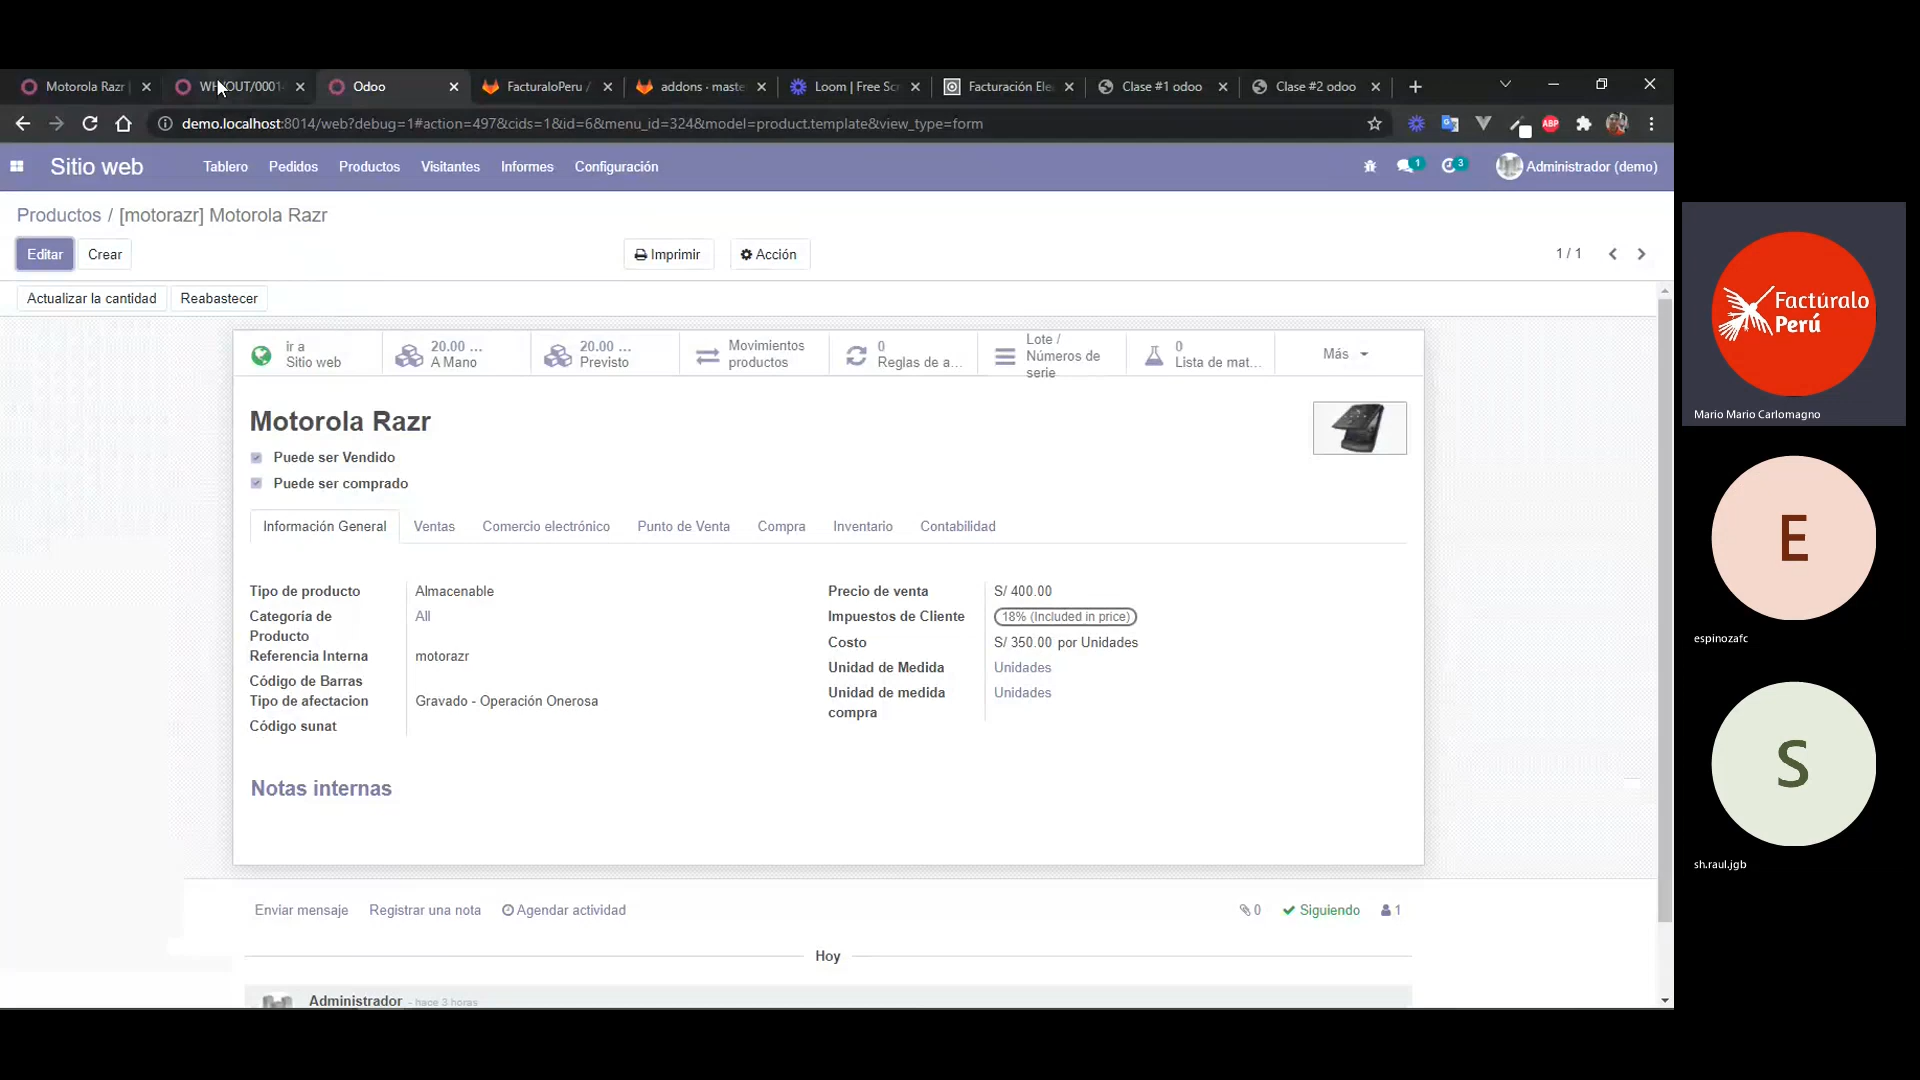 Motorola Razr |
WH/OUT/0001
Odoo
FacturaloPeru /
addons · maste
Loom | Free Scr
Facturación Ele
Clase #1 odoo
Clase #2 odoo
demo.localhost:8014/web?debug=1#action=497&cids=1&id=6&menu_id=324&model=product.template&view_type=form
ABP
Sitio web
Tablero
Pedidos
Productos
Visitantes
Informes
Configuración
1
3
Administrador (demo)
Productos / [motorazr] Motorola Razr
Editar
Crear
Imprimir
Acción
1 / 1
Actualizar la cantidad
Reabastecer
ir a
Sitio web
20.00 ...
A Mano
20.00 ...
Previsto
Movimientos
productos
0
Reglas de a...
Lote /
Números de
serie
0
Lista de mat...
Más
Motorola Razr
Puede ser Vendido
Puede ser comprado
Información General
Ventas
Comercio electrónico
Punto de Venta
Compra
Inventario
Contabilidad
Tipo de producto
Almacenable
Categoría de
Producto
All
Referencia Interna
motorazr
Código de Barras
Tipo de afectacion
Gravado - Operación Onerosa
Código sunat
Precio de venta
S/ 400.00
Impuestos de Cliente
18% (Included in price)
Costo
S/ 350.00 por Unidades
Unidad de Medida
Unidades
Unidad de medida
compra
Unidades
Notas internas
Enviar mensaje
Registrar una nota
Agendar actividad
0
Siguiendo
1
Hoy
Administrador - hace 3 horas
Factúralo
Perú
Mario Mario Carlomagno
E
espinozafc
S
sh.raul.jgb